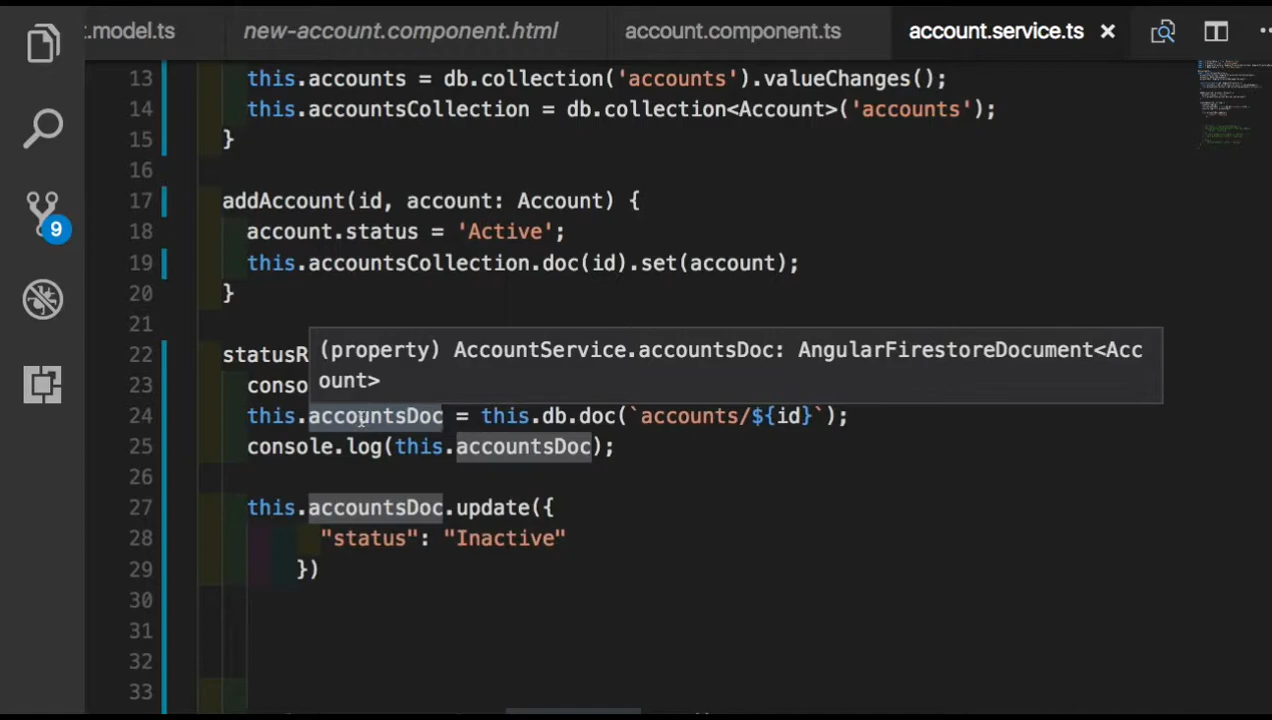 .model.ts new-account.component.html account.component.ts account.service.ts
13 this.accounts = db.collection('accounts').valueChanges();
14 this.accountsCollection = db.collection<Account>('accounts');
15 }
16
17 addAccount(id, account: Account) {
18 account.status = 'Active';
19 this.accountsCollection.doc(id).set(account);
20 }
21
22 statusR
(property) AccountService.accountsDoc: AngularFirestoreDocument<Acc
ount>
23 conso
24 this.accountsDoc = this.db.doc(`accounts/${id}`);
25 console.log(this.accountsDoc);
26
27 this.accountsDoc.update({
28 "status": "Inactive"
29 })
30
31
32
33
9